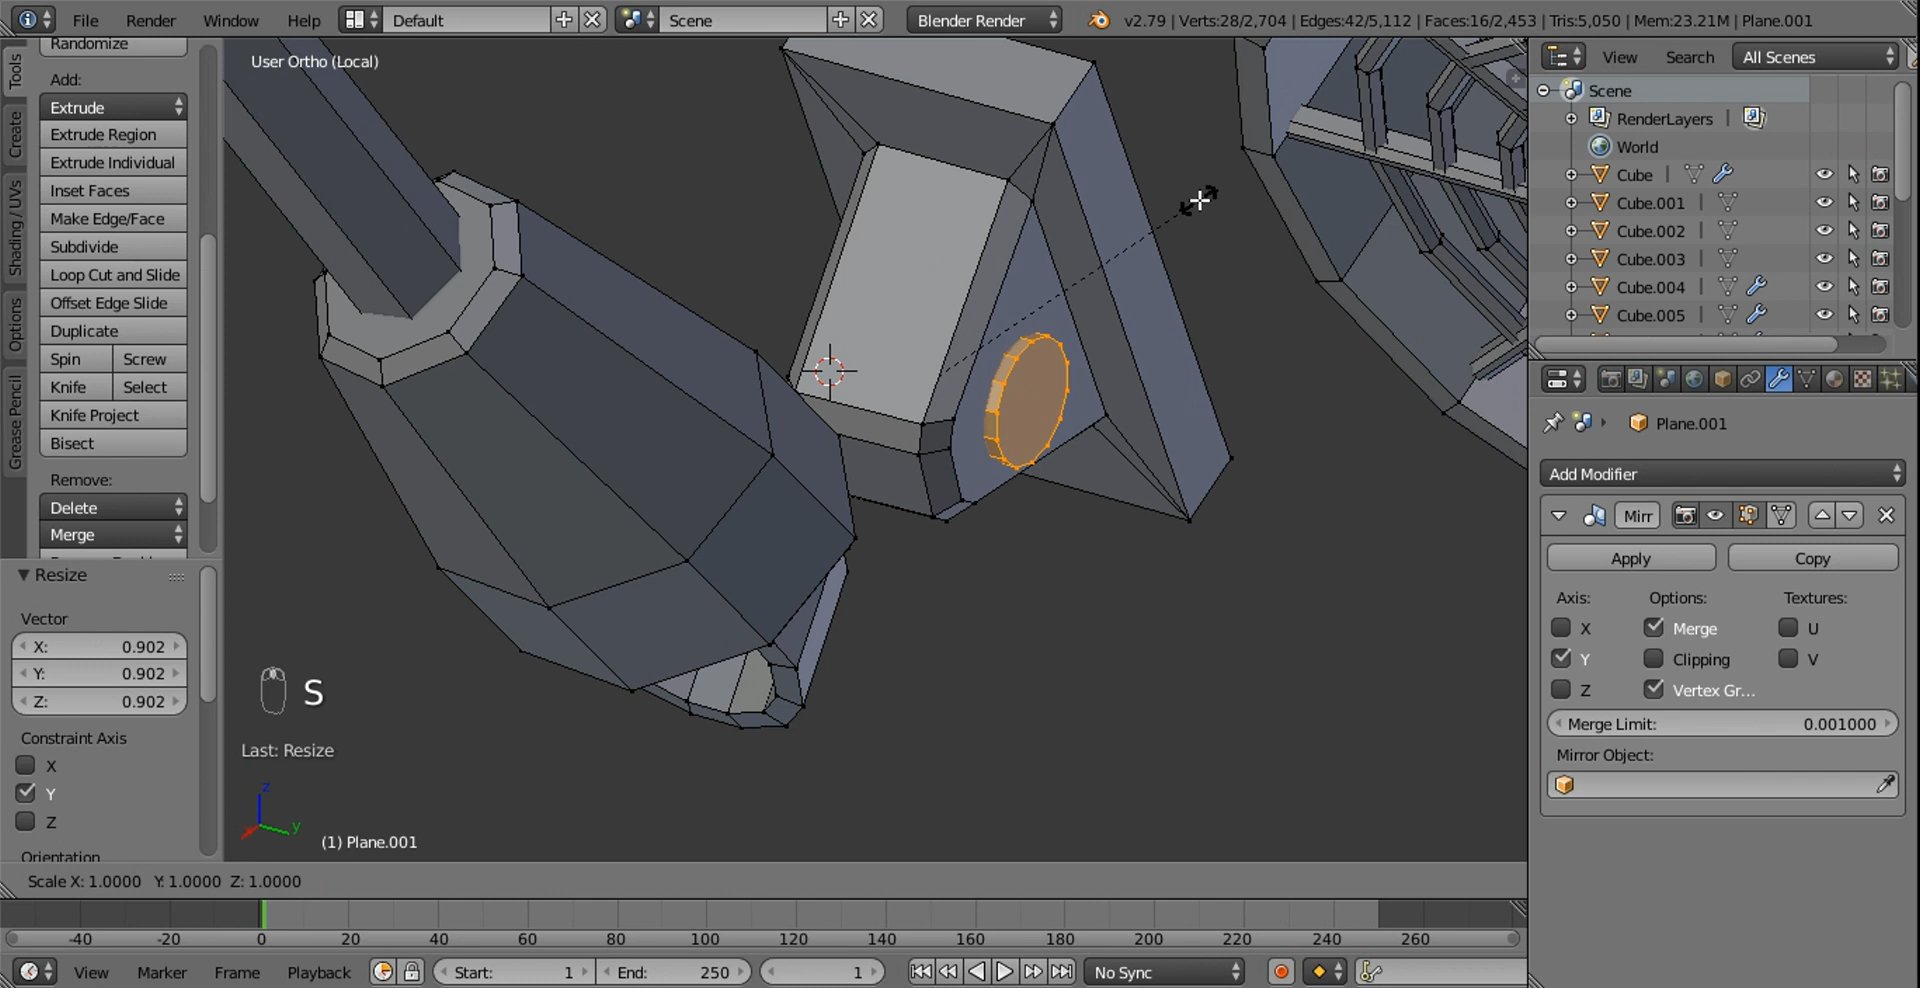 File Render Window Help Default Scene Blender Render v2.79 | Verts:28/2,704 | Edges:42/5,112 | Faces:16/2,453 | Tris:5,050 | Mem:23.21M | Plane.001
Tools
Create
Shading / UVs
Options
Grease Pencil
Randomize
Add:
Extrude
Extrude Region
Extrude Individual
Inset Faces
Make Edge/Face
Subdivide
Loop Cut and Slide
Offset Edge Slide
Duplicate
Spin Screw
Knife Select
Knife Project
Bisect
Remove:
Delete
Merge
Resize
Vector
X: 0.902
Y: 0.902
Z: 0.902
Constraint Axis
X
Y
Z
Orientation
User Ortho (Local)
S
Last: Resize
z
y
(1) Plane.001
Scale X: 1.0000 Y: 1.0000 Z: 1.0000
-40 -20 0 20 40 60 80 100 120 140 160 180 200 220 240 260
View Marker Frame Playback Start: 1 End: 250 1 No Sync
View Search All Scenes
Scene
RenderLayers |
World
Cube |
Cube.001 |
Cube.002 |
Cube.003 |
Cube.004 |
Cube.005 |
Plane.001
Add Modifier
Mirr
Apply Copy
Axis: Options: Textures:
X Merge U
Y Clipping V
Z Vertex Gr...
Merge Limit: 0.001000
Mirror Object: